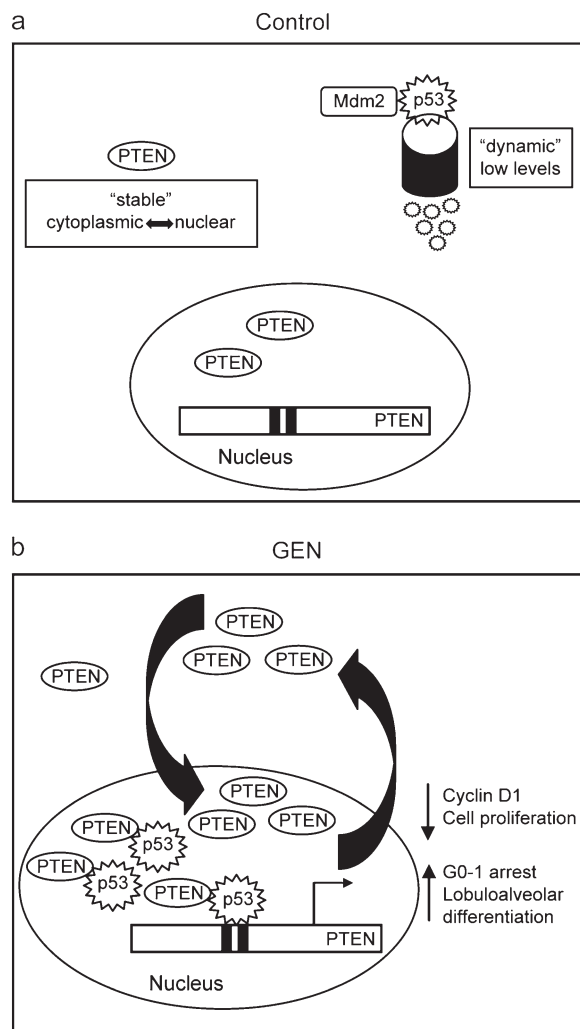 a
Control
Mdm2
p53
"dynamic"
low levels
PTEN
"stable"
cytoplasmic nuclear
PTEN
PTEN
PTEN
Nucleus
b
GEN
PTEN
PTEN
PTEN
PTEN
PTEN
PTEN
PTEN
PTEN
p53
PTEN
p53
PTEN
p53
PTEN
Nucleus
Cyclin D1
Cell proliferation
G0-1 arrest
Lobuloalveolar
differentiation